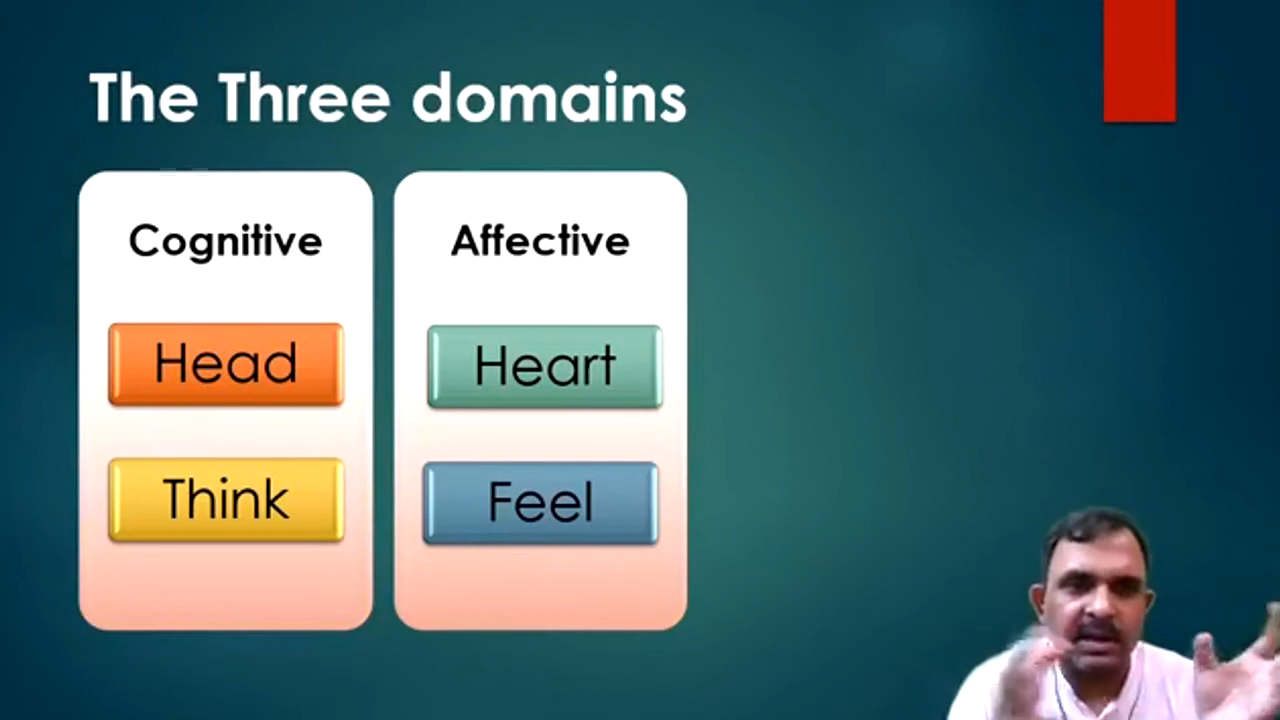 The Three domains
Cognitive
Head
Think
Affective
Heart
Feel